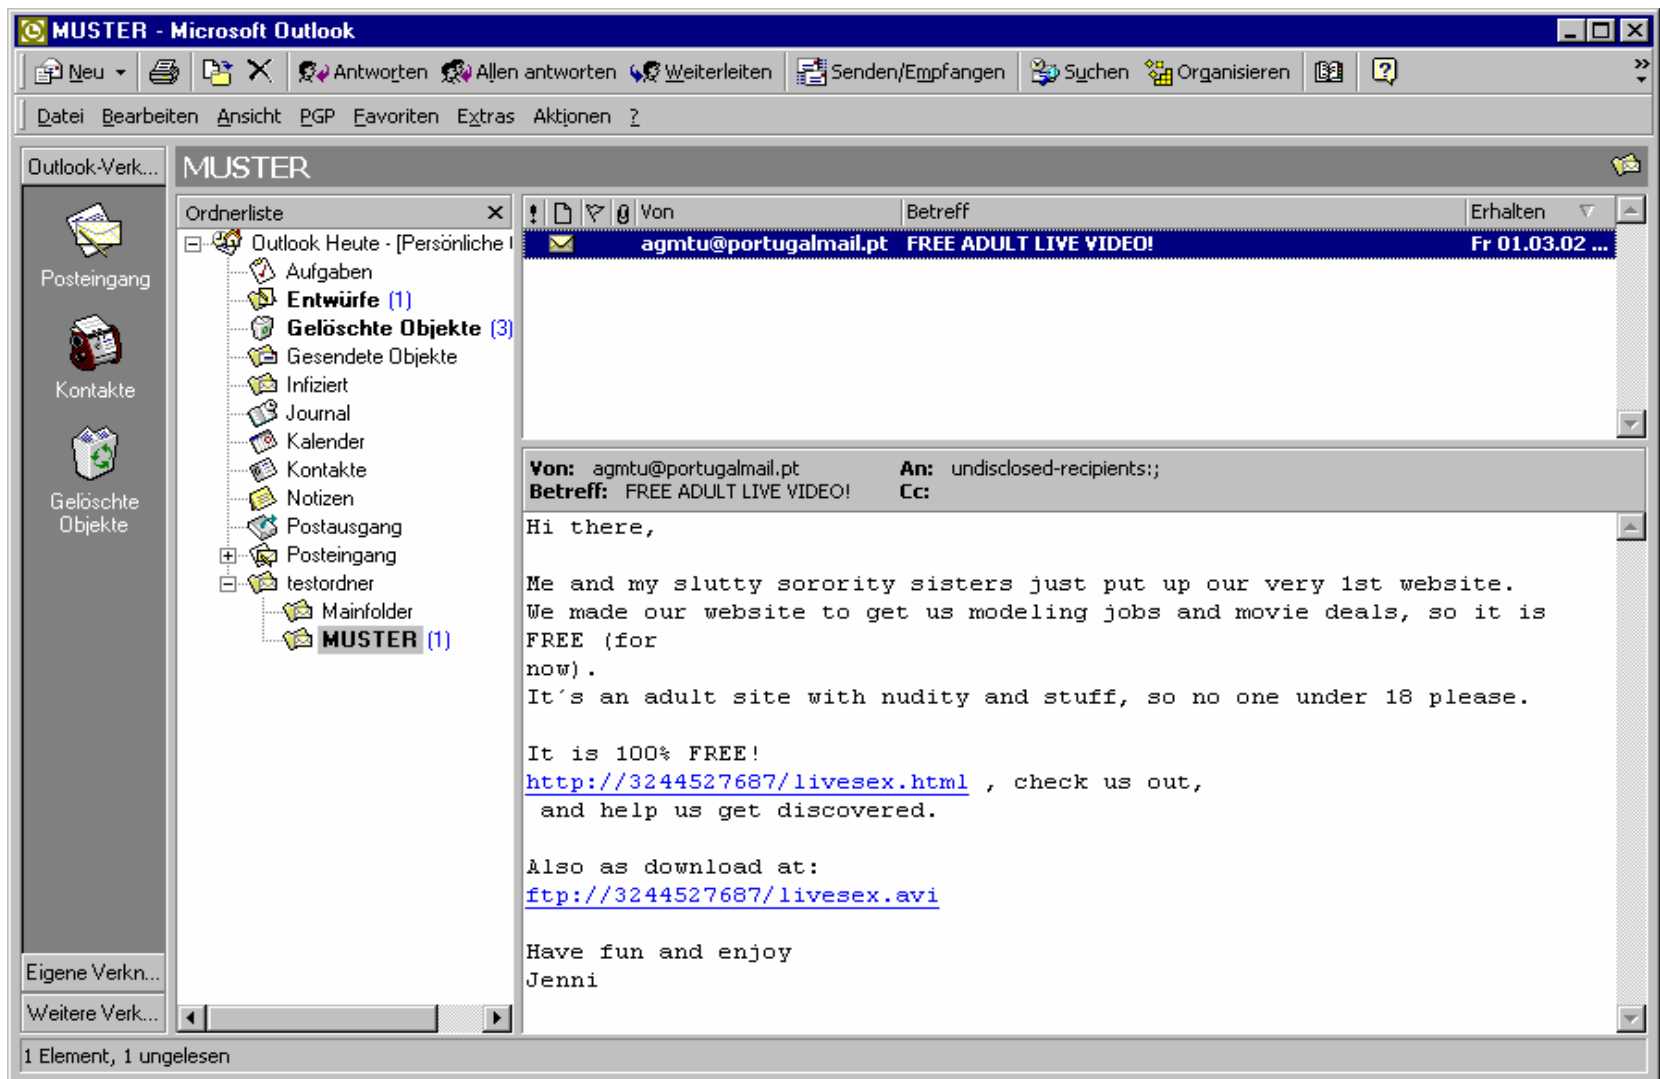 MUSTER - Microsoft Outlook
Neu Antworten Allen antworten Weiterleiten Senden/Empfangen Suchen Organisieren
Datei Bearbeiten Ansicht PGP Favoriten Extras Aktionen ?
Outlook-Verk...
MUSTER
Posteingang
Kontakte
Gelöschte
Objekte
Eigene Verkn...
Weitere Verk...
Ordnerliste
Outlook Heute - [Persönliche
Aufgaben
Entwürfe (1)
Gelöschte Objekte (3)
Gesendete Objekte
Infiziert
Journal
Kalender
Kontakte
Notizen
Postausgang
Posteingang
testordner
Mainfolder
MUSTER (1)
Von Betreff Erhalten
agmtu@portugalmail.pt FREE ADULT LIVE VIDEO! Fr 01.03.02 ...
Von: agmtu@portugalmail.pt An: undisclosed-recipients:;
Betreff: FREE ADULT LIVE VIDEO! Cc:
Hi there,
Me and my slutty sorority sisters just put up our very 1st website.
We made our website to get us modeling jobs and movie deals, so it is
FREE (for
now).
It´s an adult site with nudity and stuff, so no one under 18 please.
It is 100% FREE!
http://3244527687/livesex.html , check us out,
and help us get discovered.
Also as download at:
ftp://3244527687/livesex.avi
Have fun and enjoy
Jenni
1 Element, 1 ungelesen